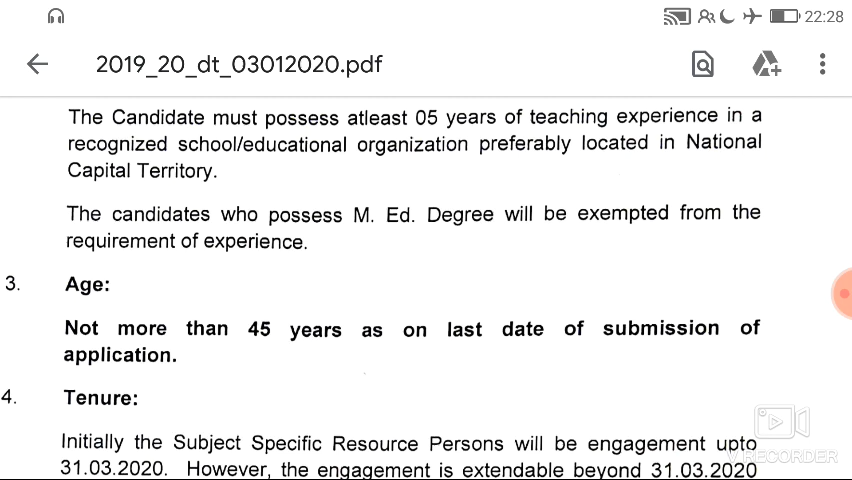 22:28
2019_20_dt_03012020.pdf
The Candidate must possess atleast 05 years of teaching experience in a
recognized school/educational organization preferably located in National
Capital Territory.
The candidates who possess M. Ed. Degree will be exempted from the
requirement of experience.
3. Age:
Not more than 45 years as on last date of submission of
application.
4. Tenure:
Initially the Subject Specific Resource Persons will be engagement upto
31.03.2020. However, the engagement is extendable beyond 31.03.2020
V RECORDER